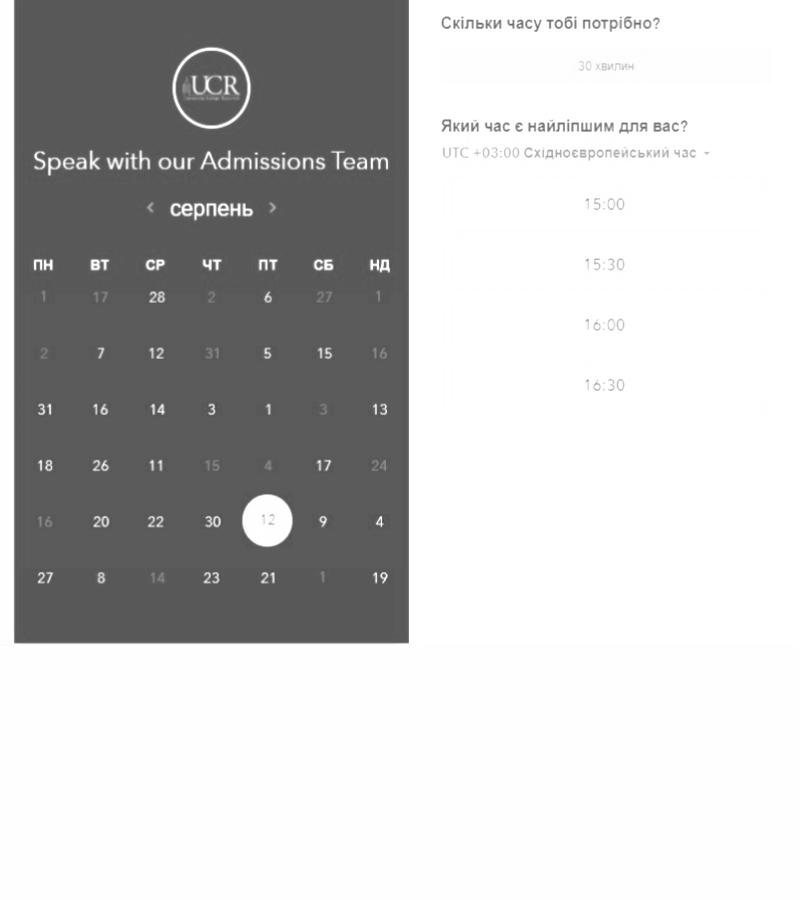 UCR
Speak with our Admissions Team
< серпень >
ПН ВТ СР ЧТ ПТ СБ НД
1 17 28 2 6 27 1
2 7 12 31 5 15 16
31 16 14 3 1 3 13
18 26 11 15 4 17 24
16 20 22 30 12 9 4
27 8 14 23 21 1 19
Скільки часу тобі потрібно?
30 хвилин
Який час є найліпшим для вас?
UTC +03:00 Східноєвропейський час
15:00
15:30
16:00
16:30